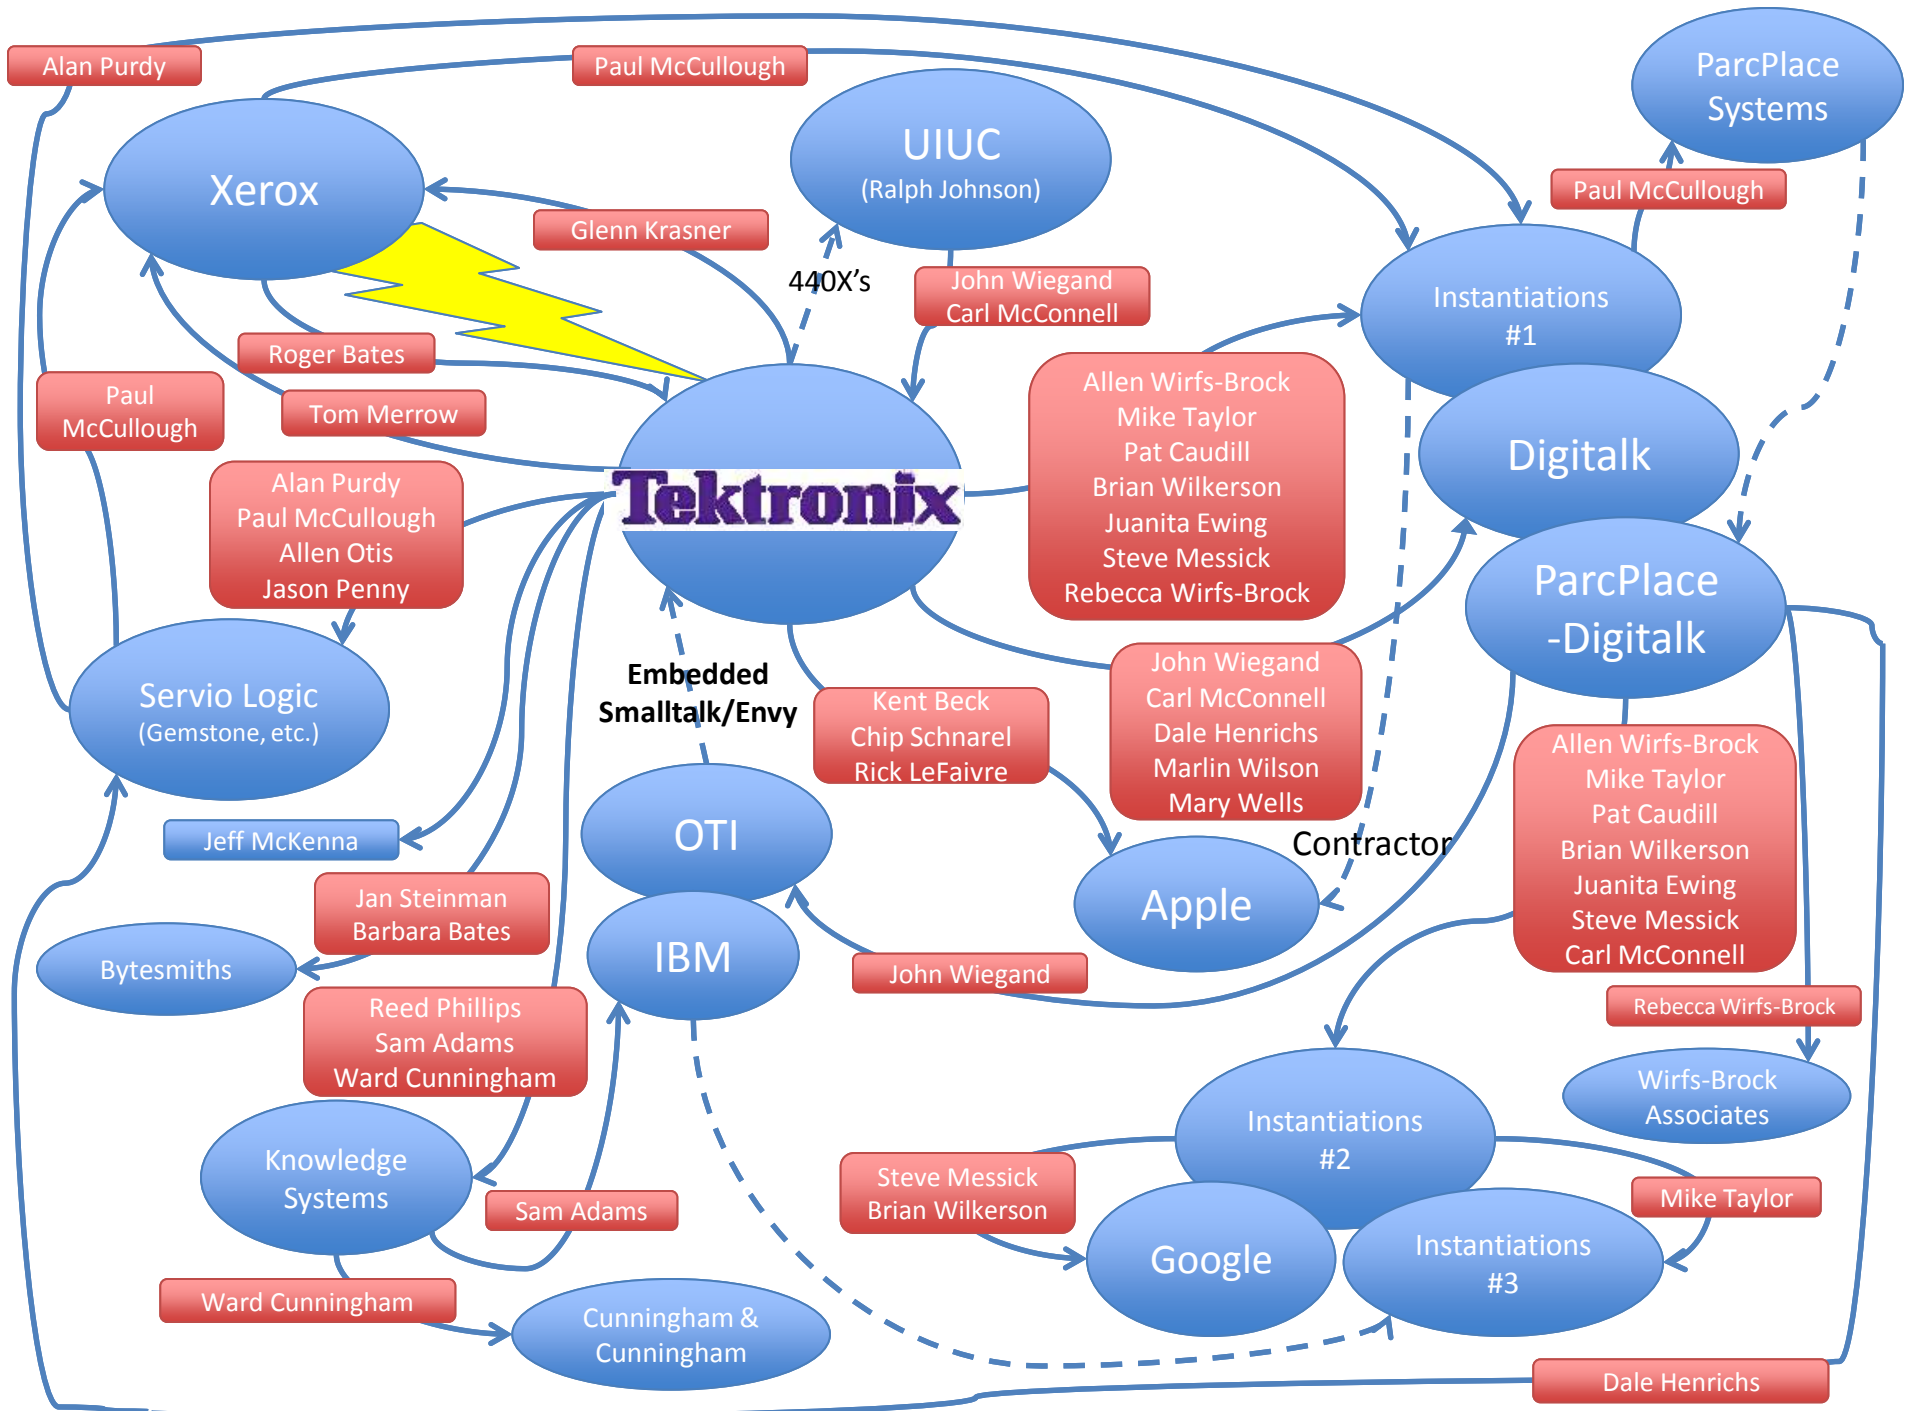 Alan Purdy
Paul McCullough
ParcPlace
Systems
Xerox
UIUC
(Ralph Johnson)
Paul McCullough
Glenn Krasner
440X's
John Wiegand
Carl McConnell
Instantiations
#1
Roger Bates
Tom Merrow
Paul
McCullough
Allen Wirfs-Brock
Mike Taylor
Pat Caudill
Brian Wilkerson
Juanita Ewing
Steve Messick
Rebecca Wirfs-Brock
Digitalk
Alan Purdy
Paul McCullough
Allen Otis
Jason Penny
Tektronix
ParcPlace
-Digitalk
Servio Logic
(Gemstone, etc.)
Embedded
Smalltalk/Envy
Kent Beck
Chip Schnarel
Rick LeFaivre
John Wiegand
Carl McConnell
Dale Henrichs
Marlin Wilson
Mary Wells
Allen Wirfs-Brock
Mike Taylor
Pat Caudill
Brian Wilkerson
Juanita Ewing
Steve Messick
Carl McConnell
Jeff McKenna
OTI
Contractor
Apple
Jan Steinman
Barbara Bates
Bytesmiths
IBM
John Wiegand
Reed Phillips
Sam Adams
Ward Cunningham
Rebecca Wirfs-Brock
Wirfs-Brock
Associates
Knowledge
Systems
Sam Adams
Instantiations
#2
Steve Messick
Brian Wilkerson
Mike Taylor
Google
Instantiations
#3
Ward Cunningham
Cunningham &
Cunningham
Dale Henrichs